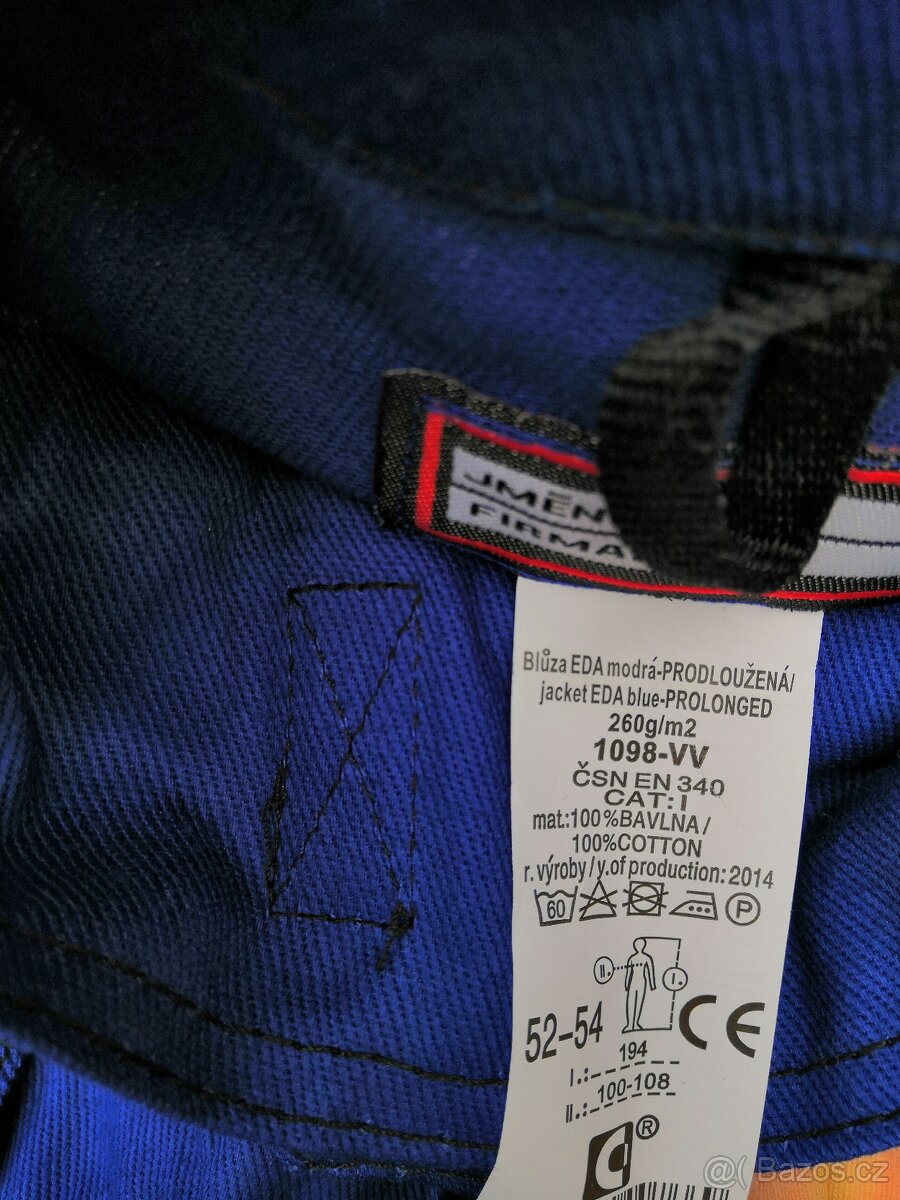 JMÉN
FIRMA
Blůza EDA modrá-PRODLOUŽENÁ/
jacket EDA blue-PROLONGED
260g/m2
1098-VV
ČSN EN 340
CAT: I
mat.:100%BAVLNA /
100%COTTON
r. výroby / y.of production: 2014
60 P
II. I.
52-54 CE
I.: 194
II.: 100-108
®
@( Bazos.cz